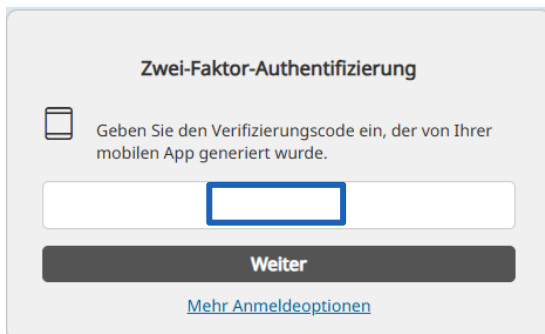 Zwei-Faktor-Authentifizierung
Geben Sie den Verifizierungscode ein, der von Ihrer
mobilen App generiert wurde.
Weiter
Mehr Anmeldeoptionen